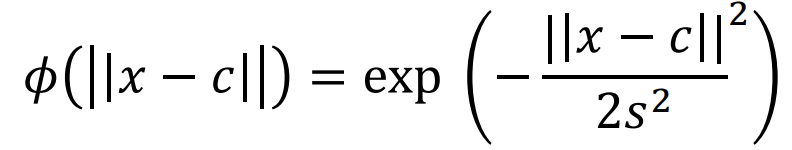 ϕ(||x − c||) = exp (−||x − c||² / 2s²)